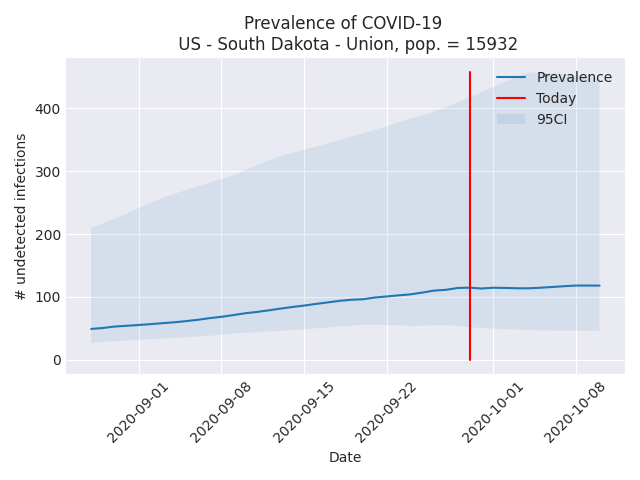 Prevalence of COVID-19
US - South Dakota - Union, pop. = 15932
# undetected infections
400
300
200
100
0
Prevalence
Today
95CI
2020-09-01
2020-09-08
2020-09-15
2020-09-22
2020-10-01
2020-10-08
Date